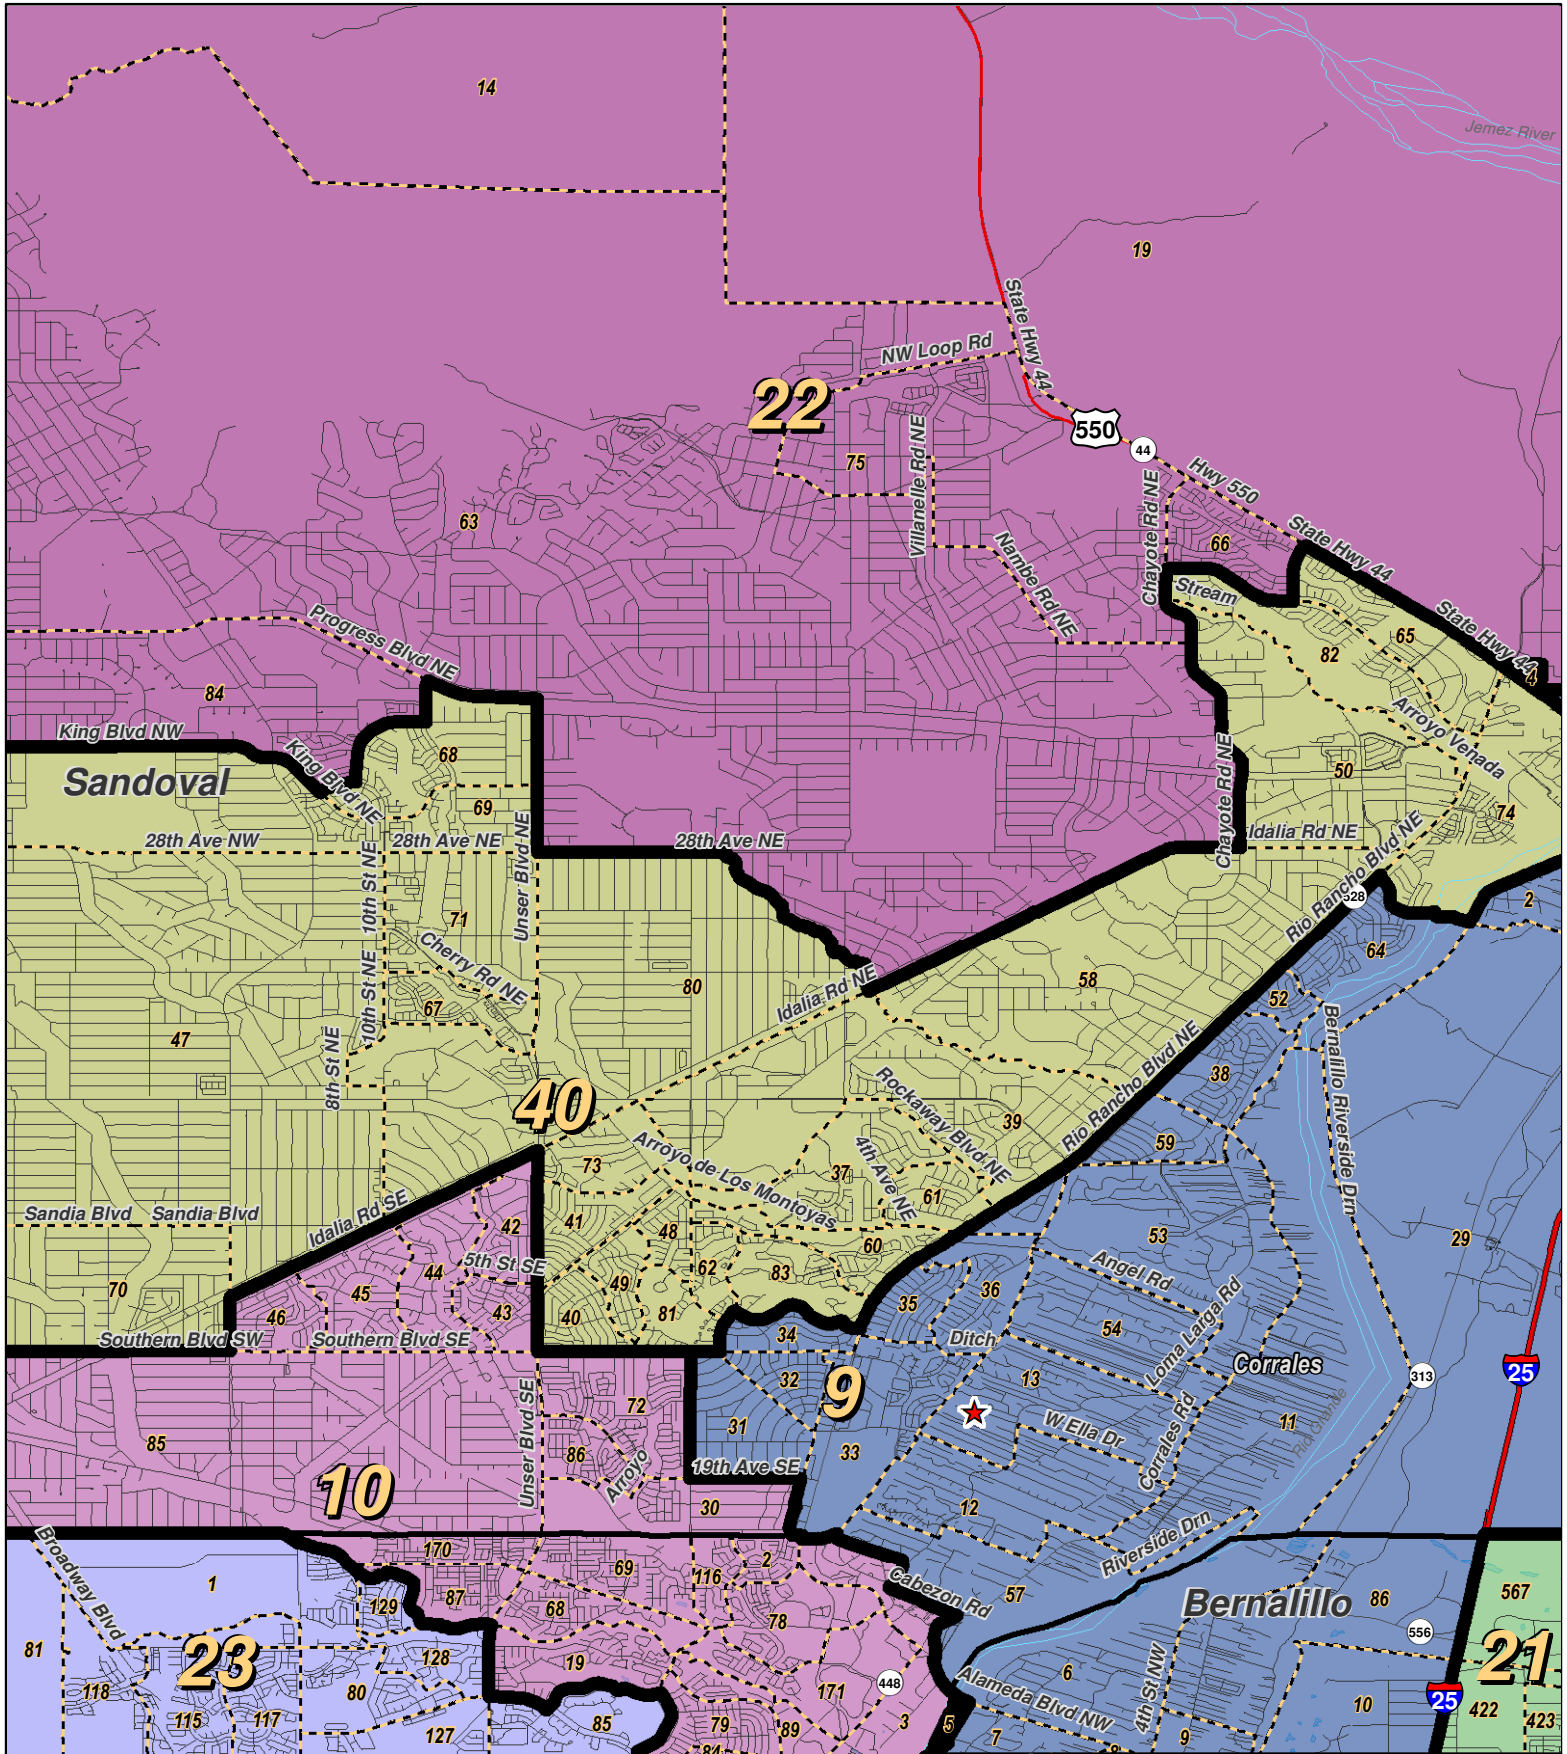 14
Jemez River
19
State Hwy 44
NW Loop Rd
22
550
44
75
Villanelle Rd NE
Hwy 550
Chayote Rd NE
63
State Hwy 44
66
Nambe Rd NE
Stream
State Hwy 44
65
82
4
Progress Blvd NE
84
King Blvd NW
King Blvd NE
68
Arroyo Venada
Sandoval
50
69
74
Chayote Rd NE
28th Ave NW
28th Ave NE
28th Ave NE
Idalia Rd NE
Unser Blvd NE
10th St NE
Rio Rancho Blvd NE
528
2
71
Cherry Rd NE
64
80
Idalia Rd NE
58
52
67
10th St NE
47
8th St NE
Bernalillo Riverside Drn
38
40
Rockaway Blvd NE
39
Rio Rancho Blvd NE
59
73
Arroyo de Los Montoyas
37
4th Ave NE
61
Sandia Blvd
Sandia Blvd
Idalia Rd SE
42
41
48
60
53
29
5th St SE
62
83
Angel Rd
44
70
45
46
43
49
40
81
35
36
Loma Larga Rd
34
54
Southern Blvd SW
Southern Blvd SE
Ditch
Corrales
313
25
9
32
13
72
Unser Blvd SE
Corrales Rd
31
W Ella Dr
11
Rio Grande
85
86
Arroyo
33
19th Ave SE
10
30
12
Riverside Drn
Broadway Blvd
170
2
69
116
1
129
87
68
Cabezon Rd
57
Bernalillo
86
567
78
556
81
23
128
19
6
21
118
80
171
448
Alameda Blvd NW
4th St NW
25
10
422
115
117
127
85
79
89
3
5
7
9
423
84
8